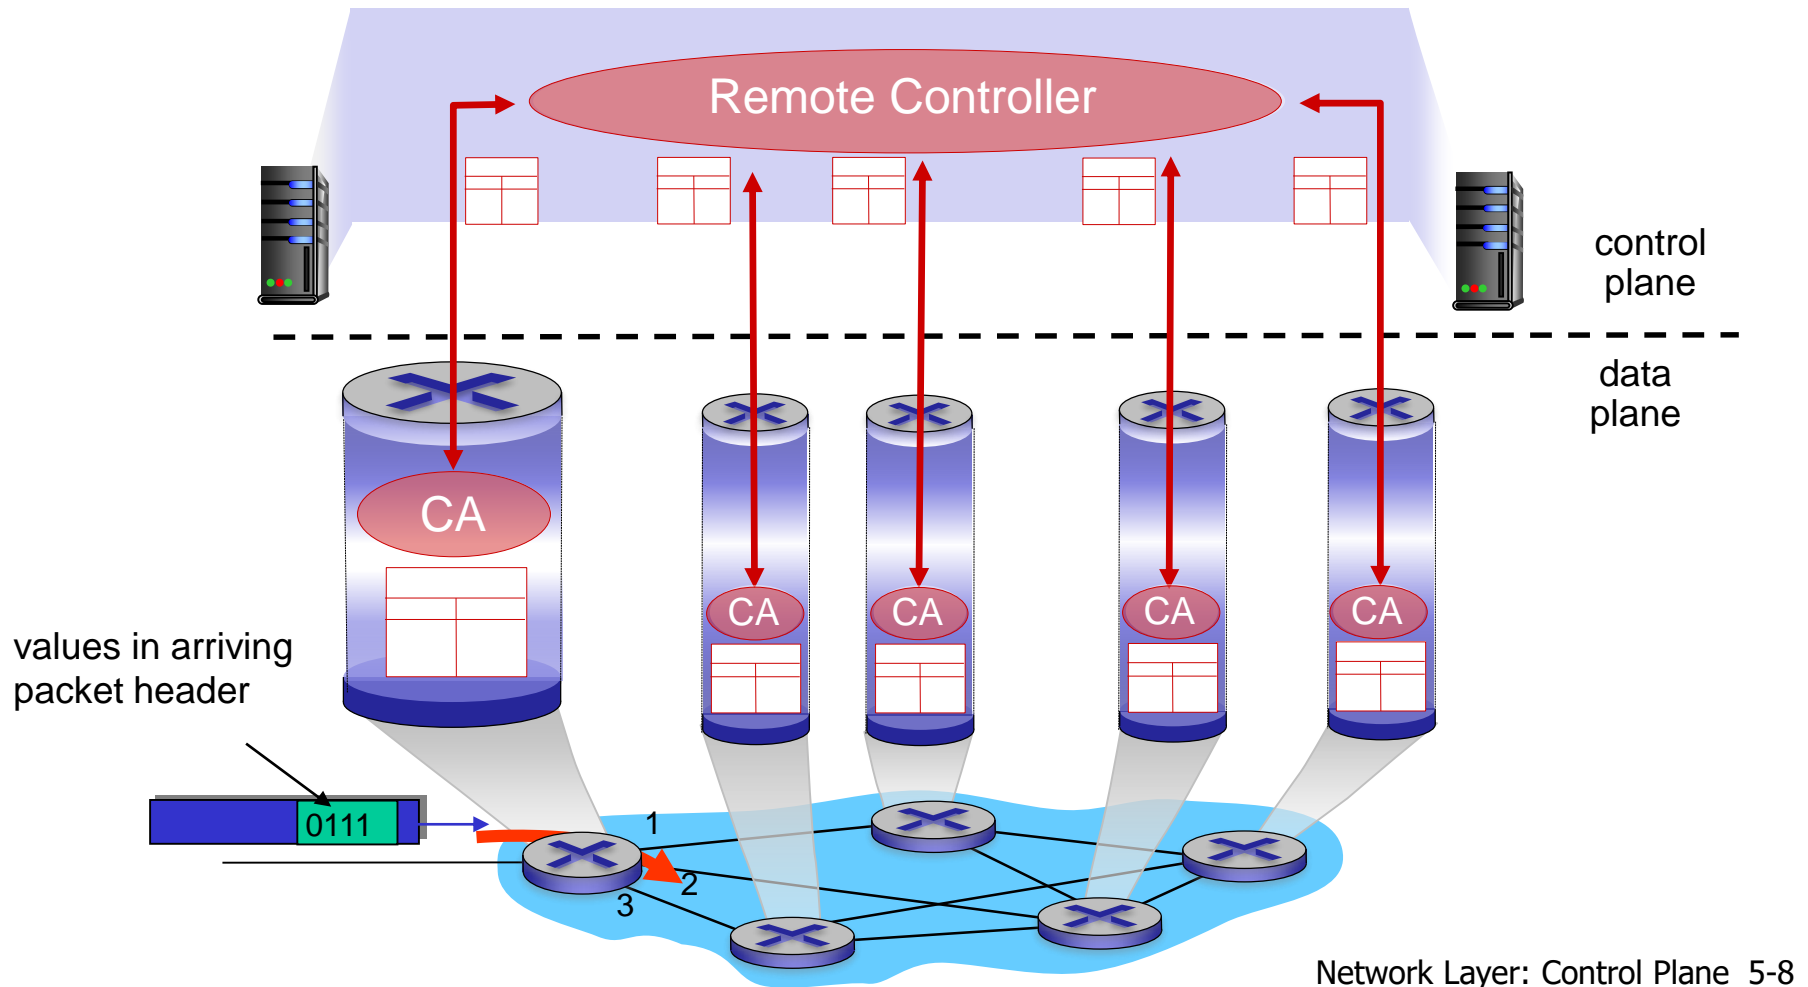 Remote Controller
control
plane
data
plane
CA
CA
CA
CA
CA
values in arriving
packet header
0111
1
2
3
Network Layer: Control Plane 5-8